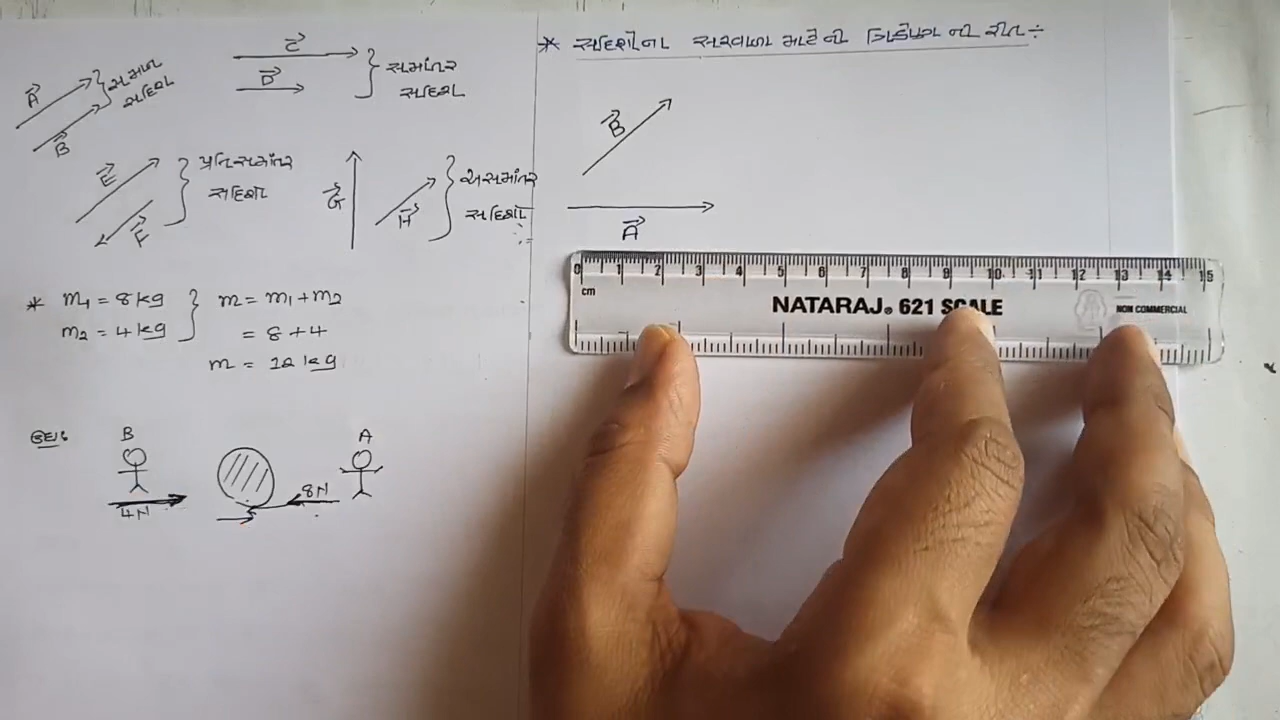 A
B
સમાન
સદિશ
C
D
સમાંતર
સદિશ
E
F
પ્રતિસમાંતર
સદિશો
G
H
અસમાંતર
સદિશો
* m₁ = 8 kg
m₂ = 4 kg
m = m₁ + m₂
= 8 + 4
m = 12 kg
B
4N
A
8N
* સદિશોના સરવાળા માટેની ત્રિકોણ ની રીત :-
B
A
0 1 2 3 4 5 6 7 8 9 10 11 12 13 14 15
cm
NATARAJ® 621 SCALE
NON COMMERCIAL